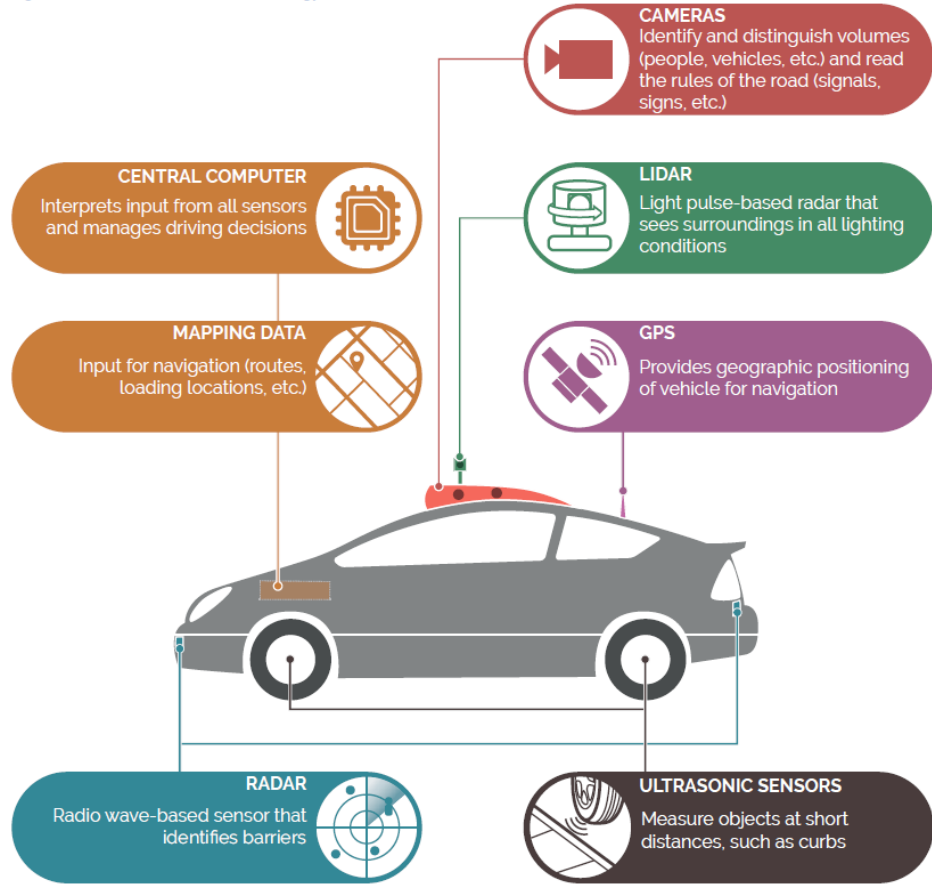 CAMERAS
Identify and distinguish volumes
(people, vehicles, etc.) and read
the rules of the road (signals,
signs, etc.)
CENTRAL COMPUTER
Interprets input from all sensors
and manages driving decisions
LIDAR
Light pulse-based radar that
sees surroundings in all lighting
conditions
MAPPING DATA
Input for navigation (routes,
loading locations, etc.)
GPS
Provides geographic positioning
of vehicle for navigation
RADAR
Radio wave-based sensor that
identifies barriers
ULTRASONIC SENSORS
Measure objects at short
distances, such as curbs